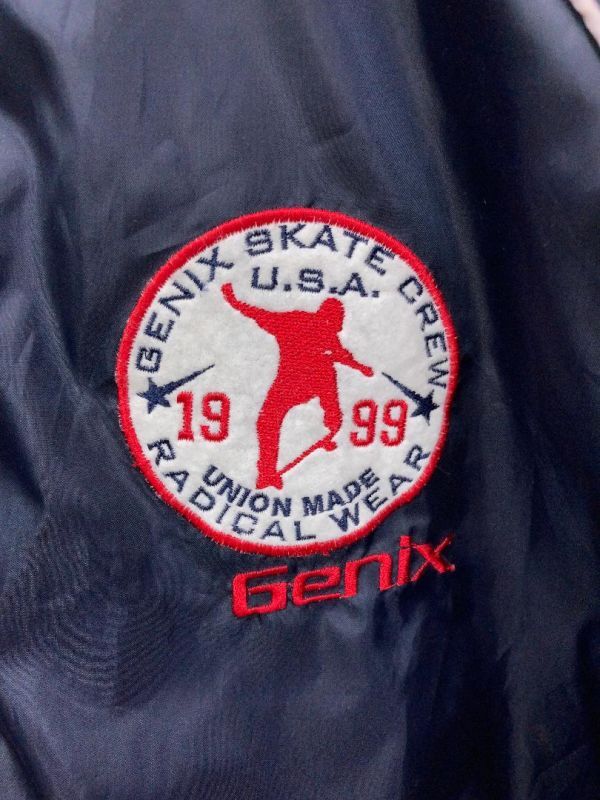 GENIX SKATE CREW
U.S.A.
19 99
UNION MADE
RADICAL WEAR
Genix